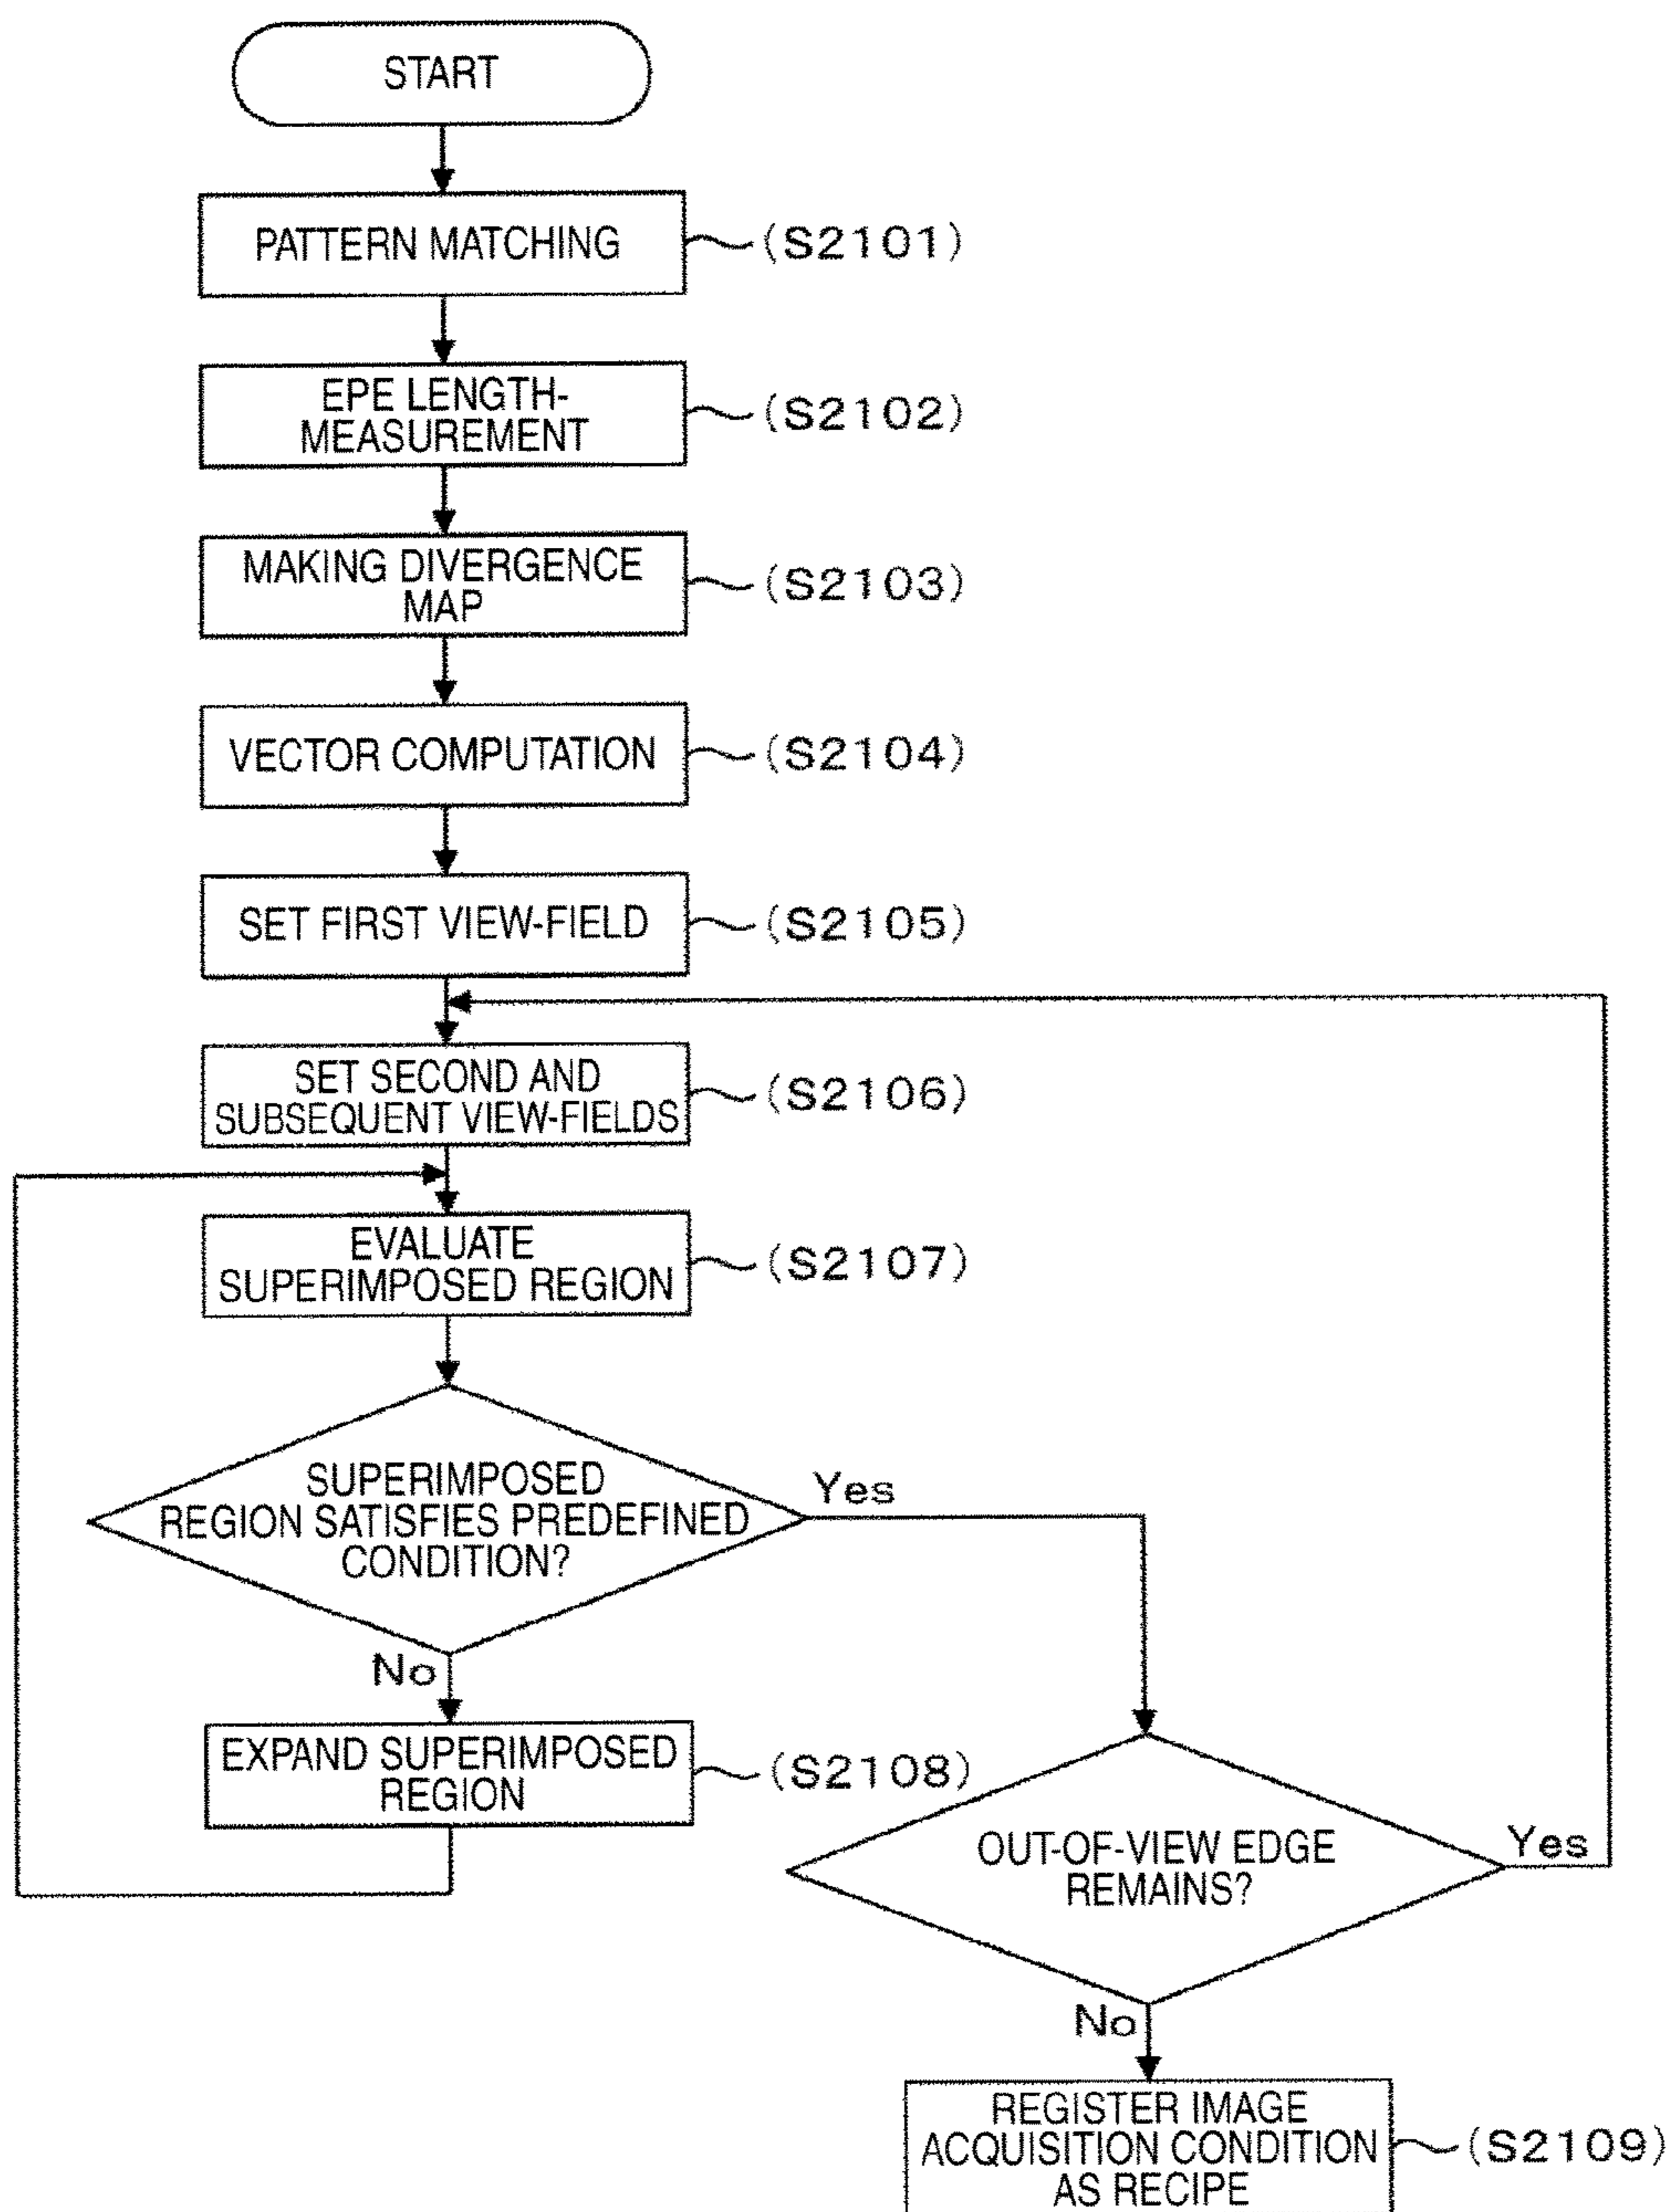 START
PATTERN MATCHING
(S2101)
EPE LENGTH-
MEASUREMENT
(S2102)
MAKING DIVERGENCE
MAP
(S2103)
VECTOR COMPUTATION
(S2104)
SET FIRST VIEW-FIELD
(S2105)
SET SECOND AND
SUBSEQUENT VIEW-FIELDS
(S2106)
EVALUATE
SUPERIMPOSED REGION
(S2107)
SUPERIMPOSED
REGION SATISFIES PREDEFINED
CONDITION?
Yes
No
EXPAND SUPERIMPOSED
REGION
(S2108)
OUT-OF-VIEW EDGE
REMAINS?
Yes
No
REGISTER IMAGE
ACQUISITION CONDITION
AS RECIPE
(S2109)